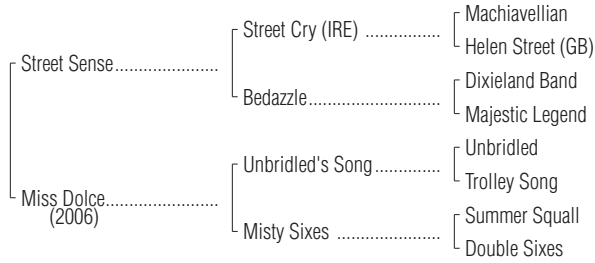 Machiavellian
Street Cry (IRE) ................
Helen Street (GB)
Street Sense......................
Dixieland Band
Bedazzle............................
Majestic Legend
Unbridled
Unbridled's Song..............
Trolley Song
Miss Dolce........................
(2006)
Summer Squall
Misty Sixes ......................
Double Sixes